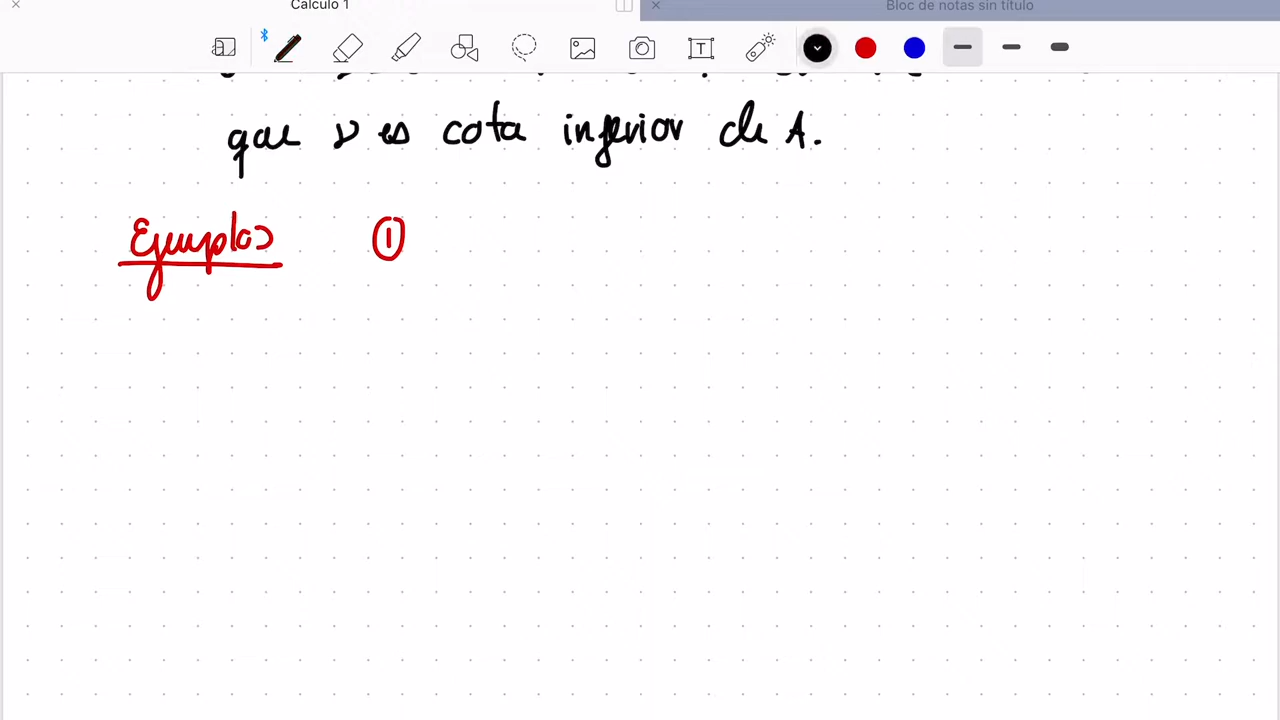 Calculo 1
Bloc de notas sin título
que ν es cota inferior de A.
Ejemplos ①